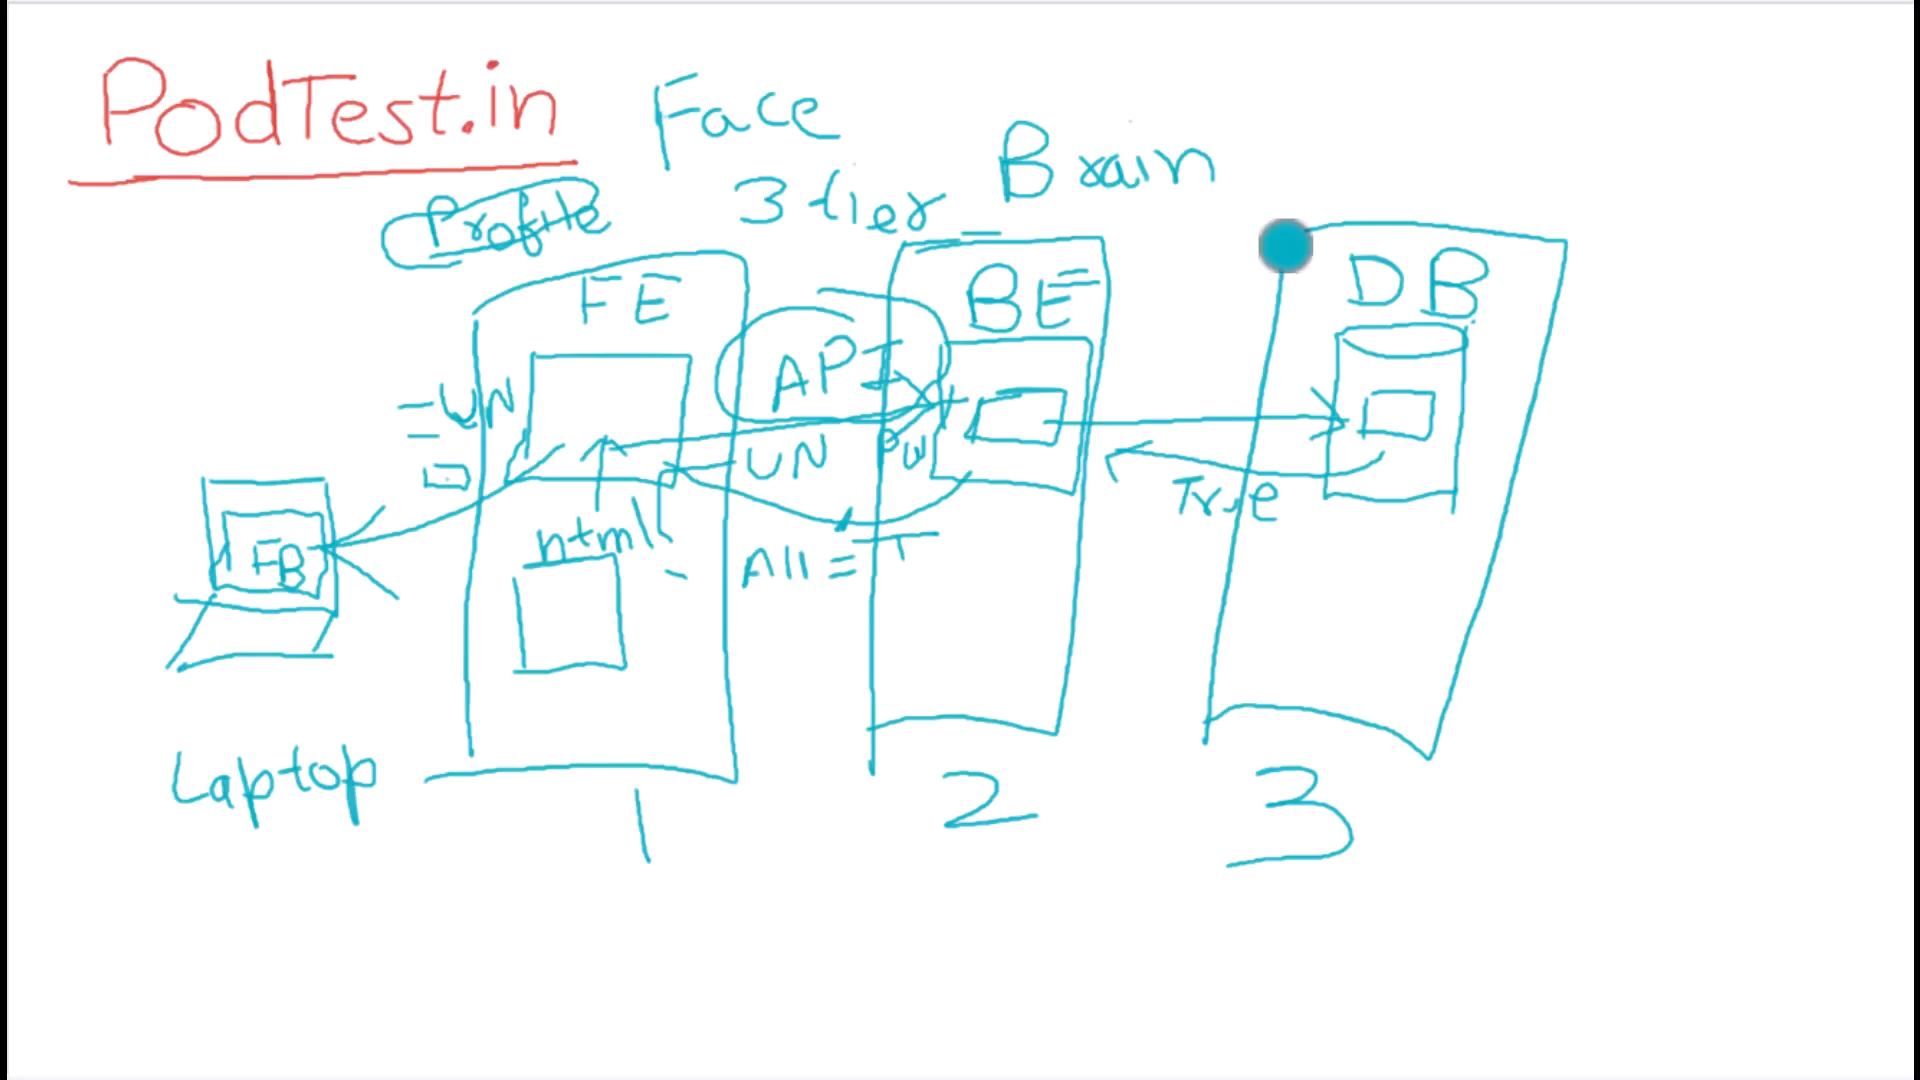 PodTest.in
Face
Brain
Profile
3 tier
FE
BE
DB
API
UN
UN PW
True
html
FB
All = T
Laptop
1
2
3